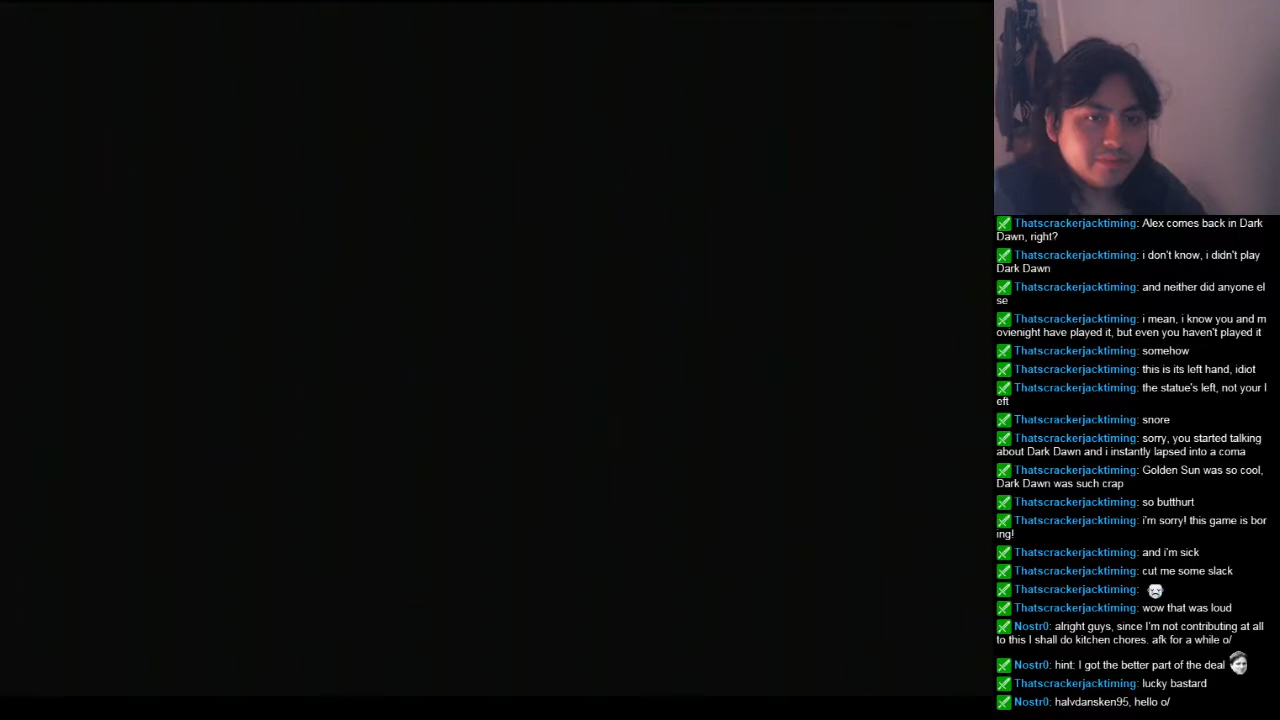 Thatscrackerjacktiming: Alex comes back in Dark
Dawn, right?
Thatscrackerjacktiming: i don't know, i didn't play
Dark Dawn
Thatscrackerjacktiming: and neither did anyone el
se
Thatscrackerjacktiming: i mean, i know you and m
ovienight have played it, but even you haven't played it
Thatscrackerjacktiming: somehow
Thatscrackerjacktiming: this is its left hand, idiot
Thatscrackerjacktiming: the statue's left, not your l
eft
Thatscrackerjacktiming: snore
Thatscrackerjacktiming: sorry, you started talking
about Dark Dawn and i instantly lapsed into a coma
Thatscrackerjacktiming: Golden Sun was so cool,
Dark Dawn was such crap
Thatscrackerjacktiming: so butthurt
Thatscrackerjacktiming: i'm sorry! this game is bor
ing!
Thatscrackerjacktiming: and i'm sick
Thatscrackerjacktiming: cut me some slack
Thatscrackerjacktiming:
Thatscrackerjacktiming: wow that was loud
Nostr0: alright guys, since I'm not contributing at all
to this I shall do kitchen chores. afk for a while o/
Nostr0: hint: I got the better part of the deal
Thatscrackerjacktiming: lucky bastard
Nostr0: halvdansken95, hello o/